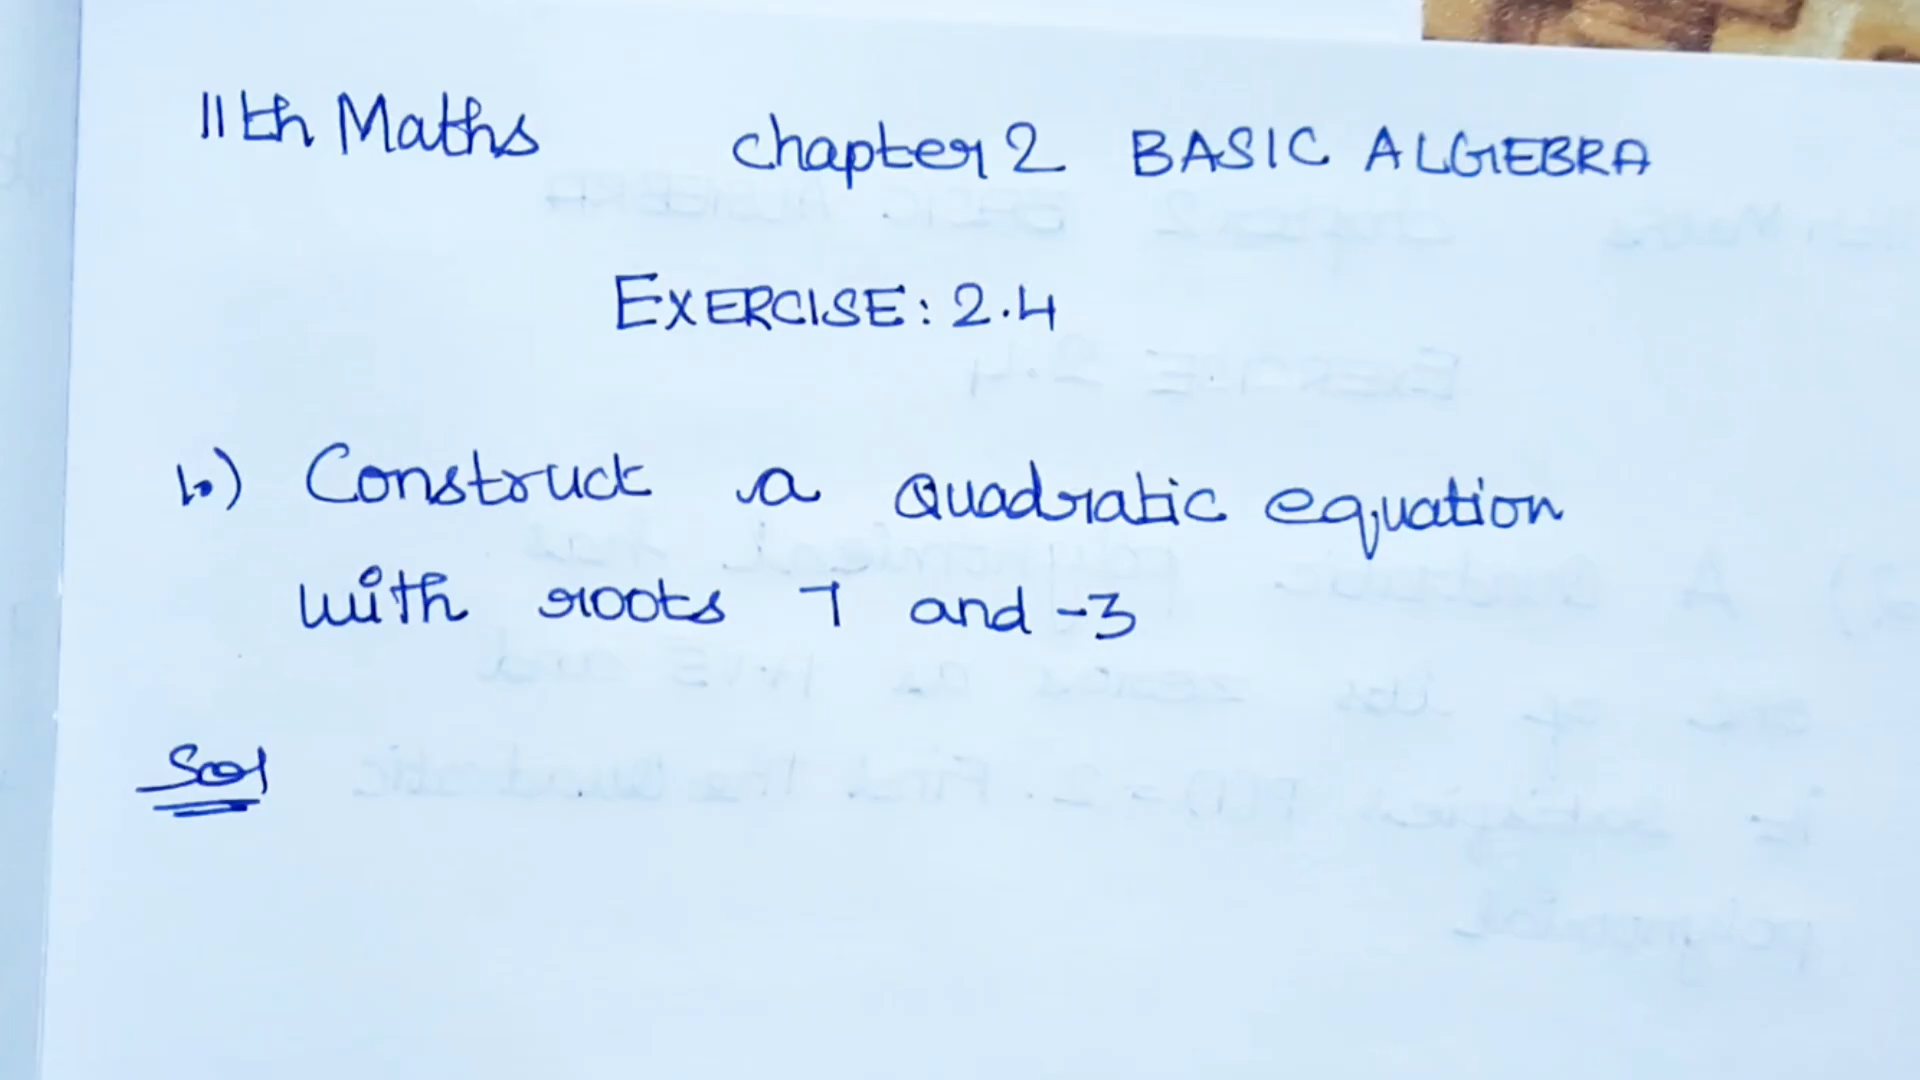 11th Maths chapter 2 BASIC ALGEBRA
EXERCISE: 2.4
1.) Construct a Quadratic equation
with roots 7 and -3
Sol